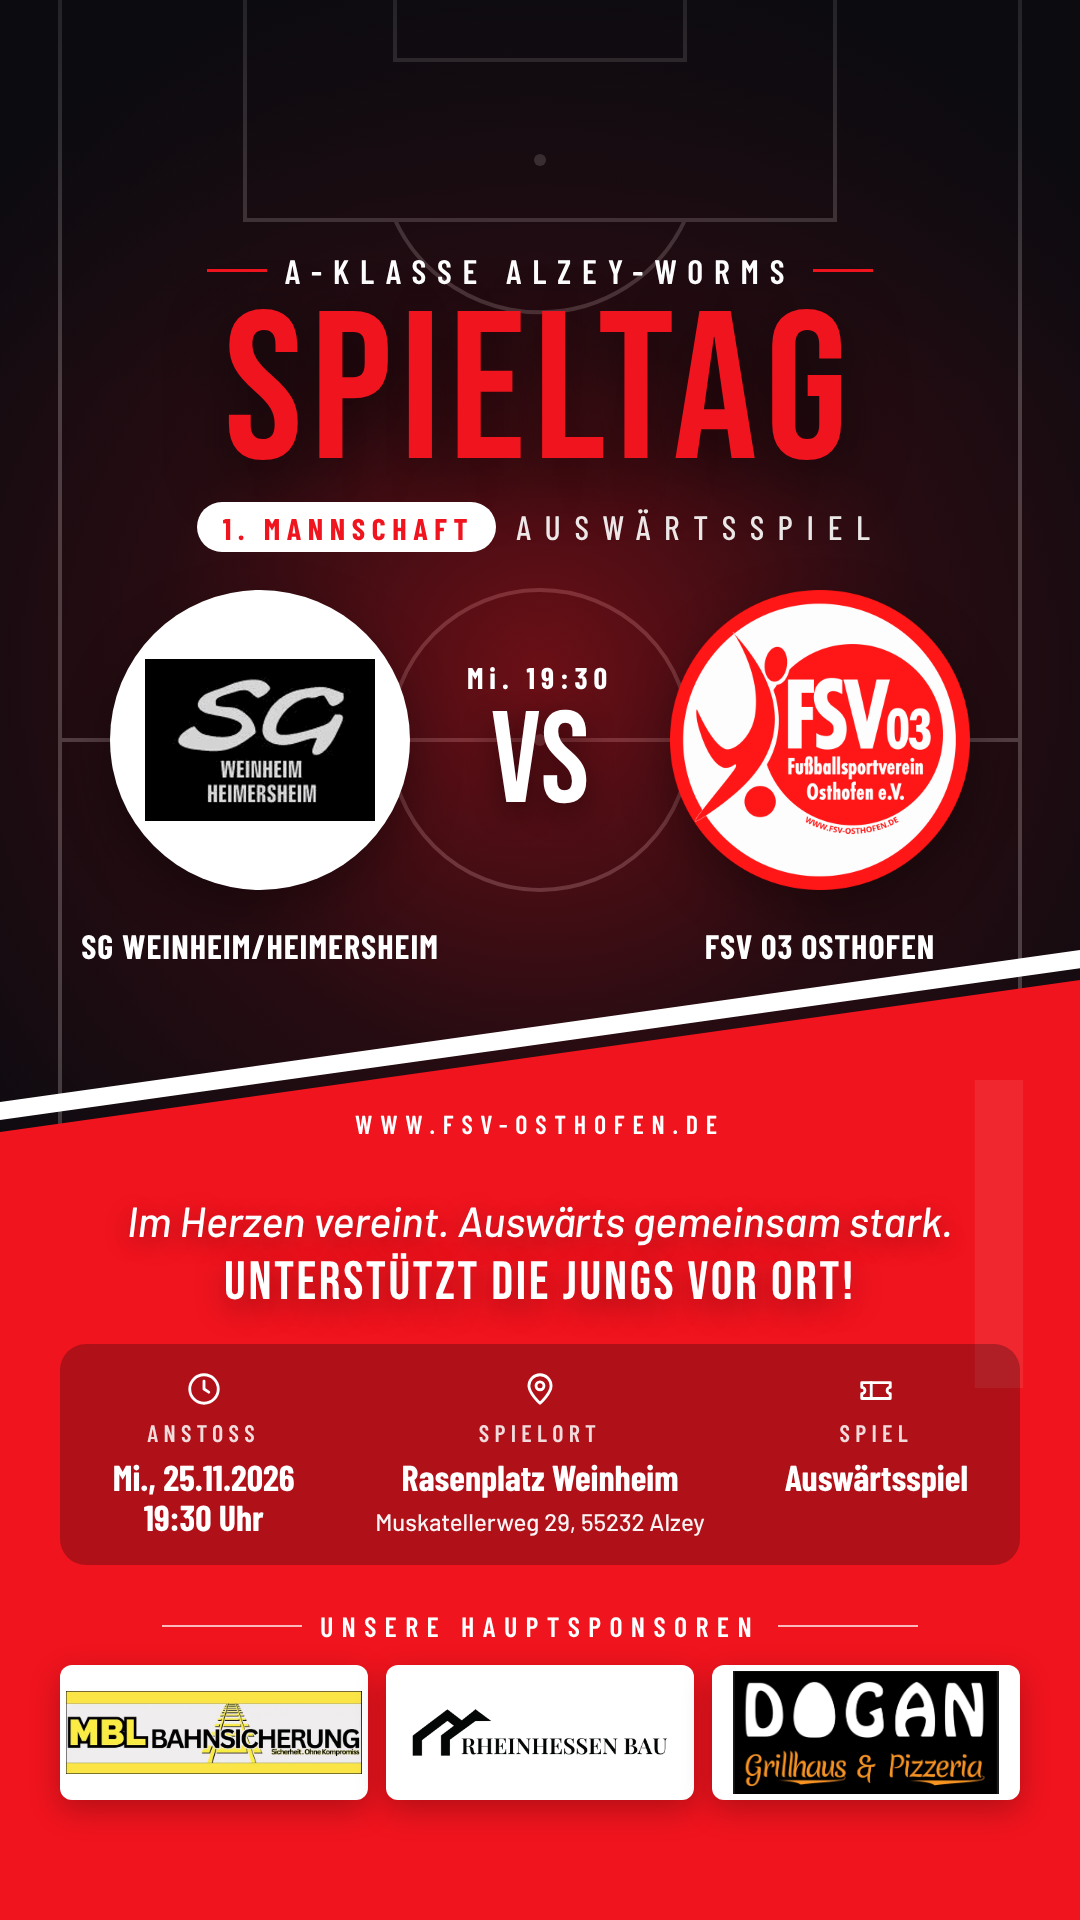 A-KLASSE ALZEY-WORMS
SPIELTAG
1. MANNSCHAFT AUSWÄRTSSPIEL
SG
WEINHEIM
HEIMERSHEIM
Mi. 19:30
VS
FSV03
Fußballsportverein
Osthofen e.V.
WWW.FSV-OSTHOFEN.DE
SG WEINHEIM/HEIMERSHEIM
FSV 03 OSTHOFEN
WWW.FSV-OSTHOFEN.DE
Im Herzen vereint. Auswärts gemeinsam stark.
UNTERSTÜTZT DIE JUNGS VOR ORT!
ANSTOSS
Mi., 25.11.2026
19:30 Uhr
SPIELORT
Rasenplatz Weinheim
Muskatellerweg 29, 55232 Alzey
SPIEL
Auswärtsspiel
UNSERE HAUPTSPONSOREN
MBL BAHNSICHERUNG
Sicherheit. Ohne Kompromiss
RHEINHESSEN BAU
DOGAN
Grillhaus & Pizzeria